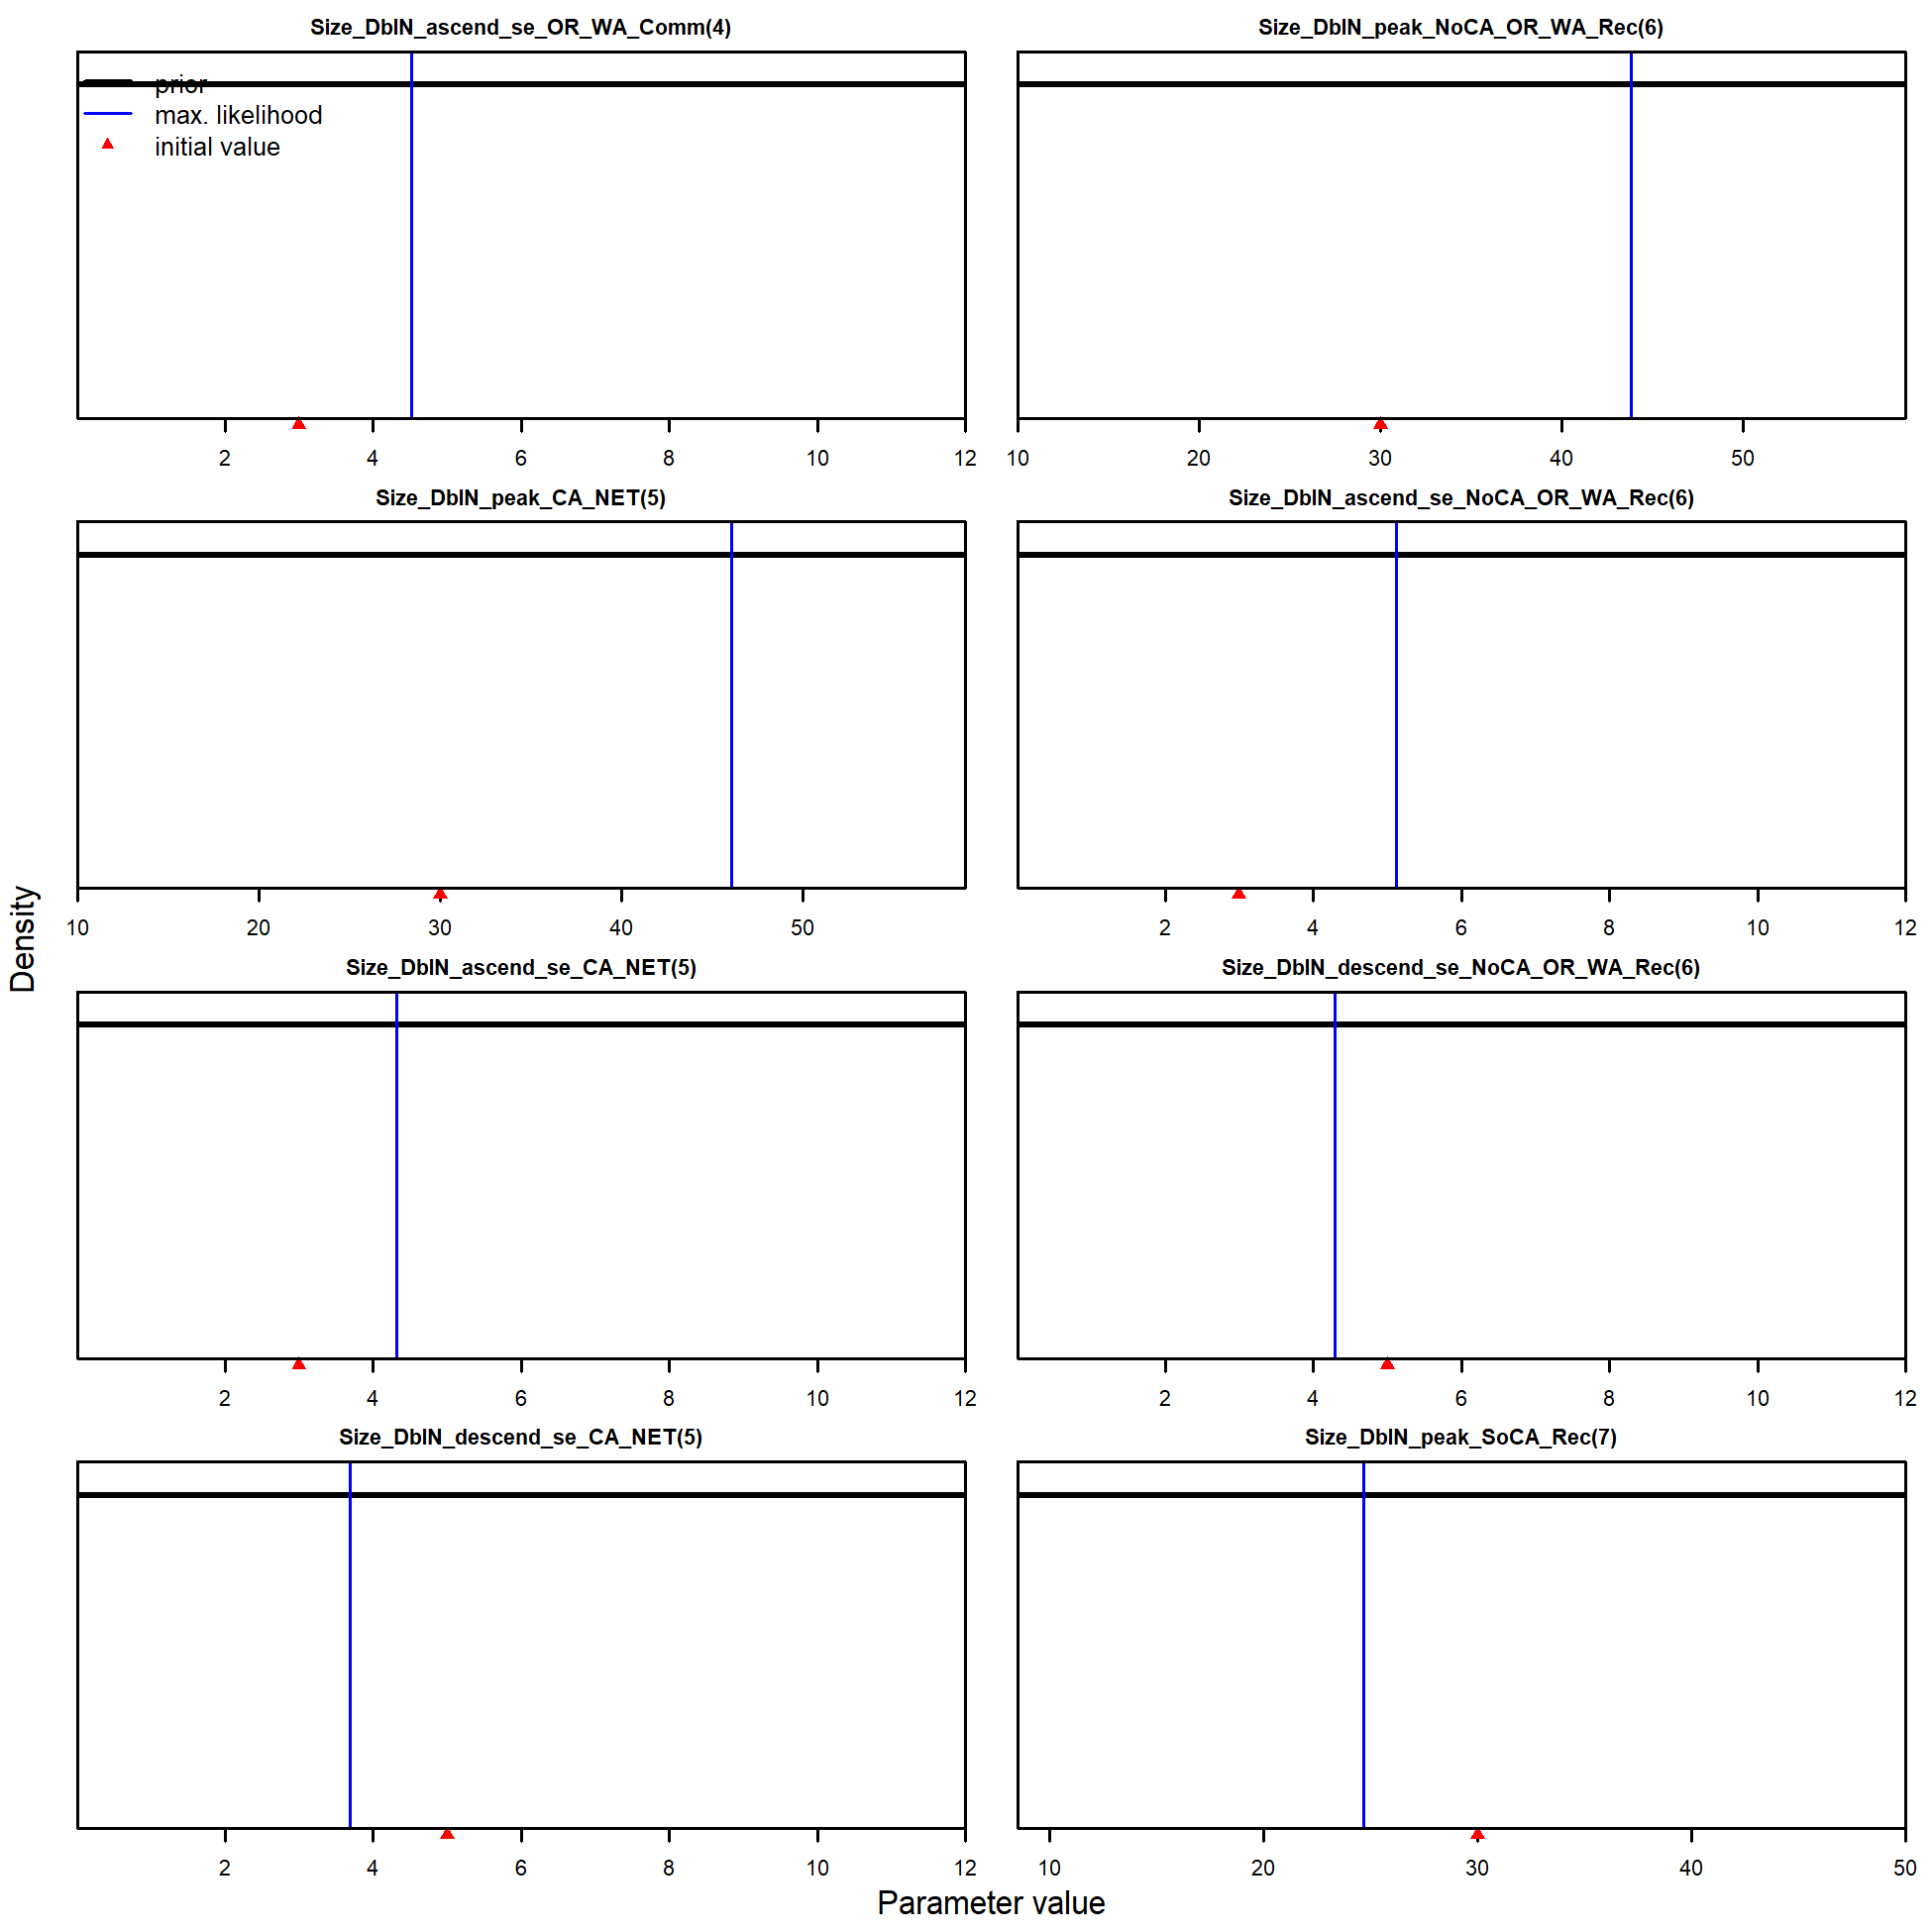 Size_DblN_ascend_se_OR_WA_Comm(4)
prior
max. likelihood
initial value
2 4 6 8 10 12
Size_DblN_peak_CA_NET(5)
10 20 30 40 50
Size_DblN_ascend_se_CA_NET(5)
2 4 6 8 10 12
Size_DblN_descend_se_CA_NET(5)
2 4 6 8 10 12
Size_DblN_peak_NoCA_OR_WA_Rec(6)
10 20 30 40 50
Size_DblN_ascend_se_NoCA_OR_WA_Rec(6)
2 4 6 8 10 12
Size_DblN_descend_se_NoCA_OR_WA_Rec(6)
2 4 6 8 10 12
Size_DblN_peak_SoCA_Rec(7)
10 20 30 40 50
Density
Parameter value